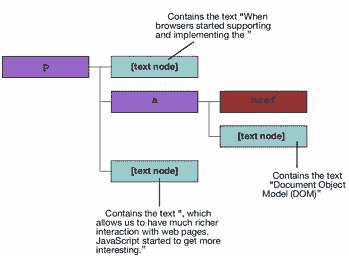 Contains the text “When
browsers started supporting
and implementing the ”
p
[text node]
a
href
[text node]
Contains the text
“Document Object
Model (DOM)”
[text node]
Contains the text “, which
allows us to have much richer
interaction with web pages,
JavaScript started to get more
interesting.”